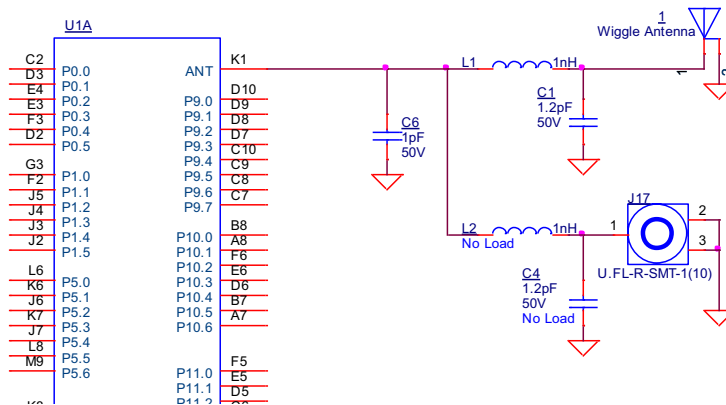 U1A
1
Wiggle Antenna
C2 P0.0 ANT K1
L1 1nH
1
D3 P0.1
E4 P0.2 P9.0 D10
E3 P0.3 P9.1 D9
F3 P0.4 P9.2 D8
D2 P0.5 P9.3 D7
P9.4 C10
G3 P1.0 P9.5 C9
F2 P1.1 P9.6 C8
J5 P1.2 P9.7 C7
J4 P1.3
J3 P1.4 P10.0 B8
J2 P1.5 P10.1 A8
P10.2 F6
L6 P5.0 P10.3 E6
K6 P5.1 P10.4 D6
J6 P5.2 P10.5 B7
K7 P5.3 P10.6 A7
J7 P5.4
L8 P5.5
M9 P5.6 P11.0 F5
P11.1 E5
P11.2 D5
C6
1pF
50V
C1
1.2pF
50V
L2 1nH
No Load
J17
1
2
3
U.FL-R-SMT-1(10)
C4
1.2pF
50V
No Load